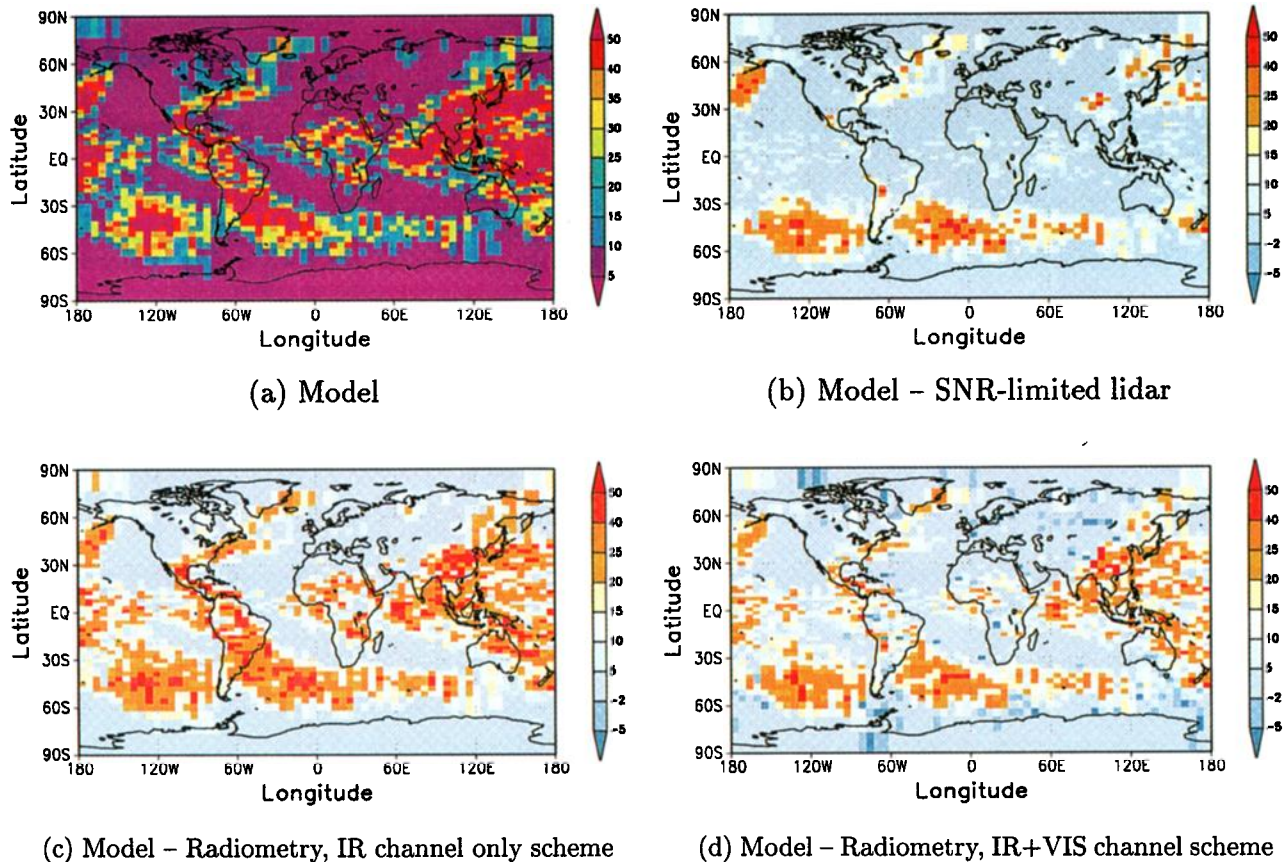 90N
60N
30N
EQ
30S
60S
90S
Latitude
180 120W 60W 0 60E 120E 180
Longitude
50
40
35
30
25
20
15
10
5
(a) Model
90N
60N
30N
EQ
30S
60S
90S
Latitude
180 120W 60W 0 60E 120E 180
Longitude
50
40
25
20
15
10
5
-2
-5
(b) Model – SNR-limited lidar
90N
60N
30N
EQ
30S
60S
90S
Latitude
180 120W 60W 0 60E 120E 180
Longitude
50
40
25
20
15
10
5
-2
-5
(c) Model – Radiometry, IR channel only scheme
90N
60N
30N
EQ
30S
60S
90S
Latitude
180 120W 60W 0 60E 120E 180
Longitude
50
40
25
20
15
10
5
-2
-5
(d) Model – Radiometry, IR+VIS channel scheme